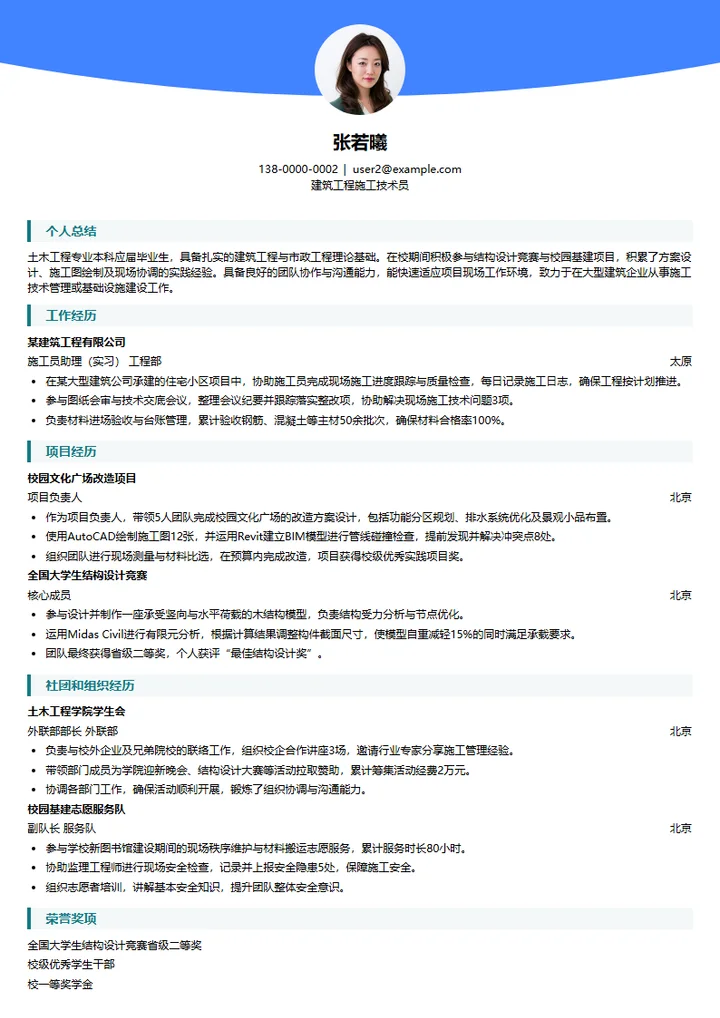 张若曦
138-0000-0002 | user2@example.com
建筑工程施工技术员
个人总结
土木工程专业本科应届毕业生，具备扎实的建筑工程与市政工程理论基础。在校期间积极参与结构设计竞赛与校园基建项目，积累了方案设
计、施工图绘制及现场协调的实践经验。具备良好的团队协作与沟通能力，能快速适应项目现场工作环境，致力于在大型建筑企业从事施工
技术管理或基础设施建设工作。
工作经历
某建筑工程有限公司
施工员助理（实习） 工程部 太原
• 在某大型建筑公司承建的住宅小区项目中，协助施工员完成现场施工进度跟踪与质量检查，每日记录施工日志，确保工程按计划推进。
• 参与图纸会审与技术交底会议，整理会议纪要并跟踪落实整改项，协助解决现场施工技术问题3项。
• 负责材料进场验收与台账管理，累计验收钢筋、混凝土等主材50余批次，确保材料合格率100%。
项目经历
校园文化广场改造项目
项目负责人 北京
• 作为项目负责人，带领5人团队完成校园文化广场的改造方案设计，包括功能分区规划、排水系统优化及景观小品布置。
• 使用AutoCAD绘制施工图12张，并运用Revit建立BIM模型进行管线碰撞检查，提前发现并解决冲突点8处。
• 组织团队进行现场测量与材料比选，在预算内完成改造，项目获得校级优秀实践项目奖。
全国大学生结构设计竞赛
核心成员 北京
• 参与设计并制作一座承受竖向与水平荷载的木结构模型，负责结构受力分析与节点优化。
• 运用Midas Civil进行有限元分析，根据计算结果调整构件截面尺寸，使模型自重减轻15%的同时满足承载要求。
• 团队最终获得省级二等奖，个人获评“最佳结构设计奖”。
社团和组织经历
土木工程学院学生会
外联部部长 外联部 北京
• 负责与校外企业及兄弟院校的联络工作，组织校企合作讲座3场，邀请行业专家分享施工管理经验。
• 带领部门成员为学院迎新晚会、结构设计大赛等活动拉取赞助，累计筹集活动经费2万元。
• 协调各部门工作，确保活动顺利开展，锻炼了组织协调与沟通能力。
校园基建志愿服务队
副队长 服务队 北京
• 参与学校新图书馆建设期间的现场秩序维护与材料搬运志愿服务，累计服务时长80小时。
• 协助监理工程师进行现场安全检查，记录并上报安全隐患5处，保障施工安全。
• 组织志愿者培训，讲解基本安全知识，提升团队整体安全意识。
荣誉奖项
全国大学生结构设计竞赛省级二等奖
校级优秀学生干部
校一等奖学金